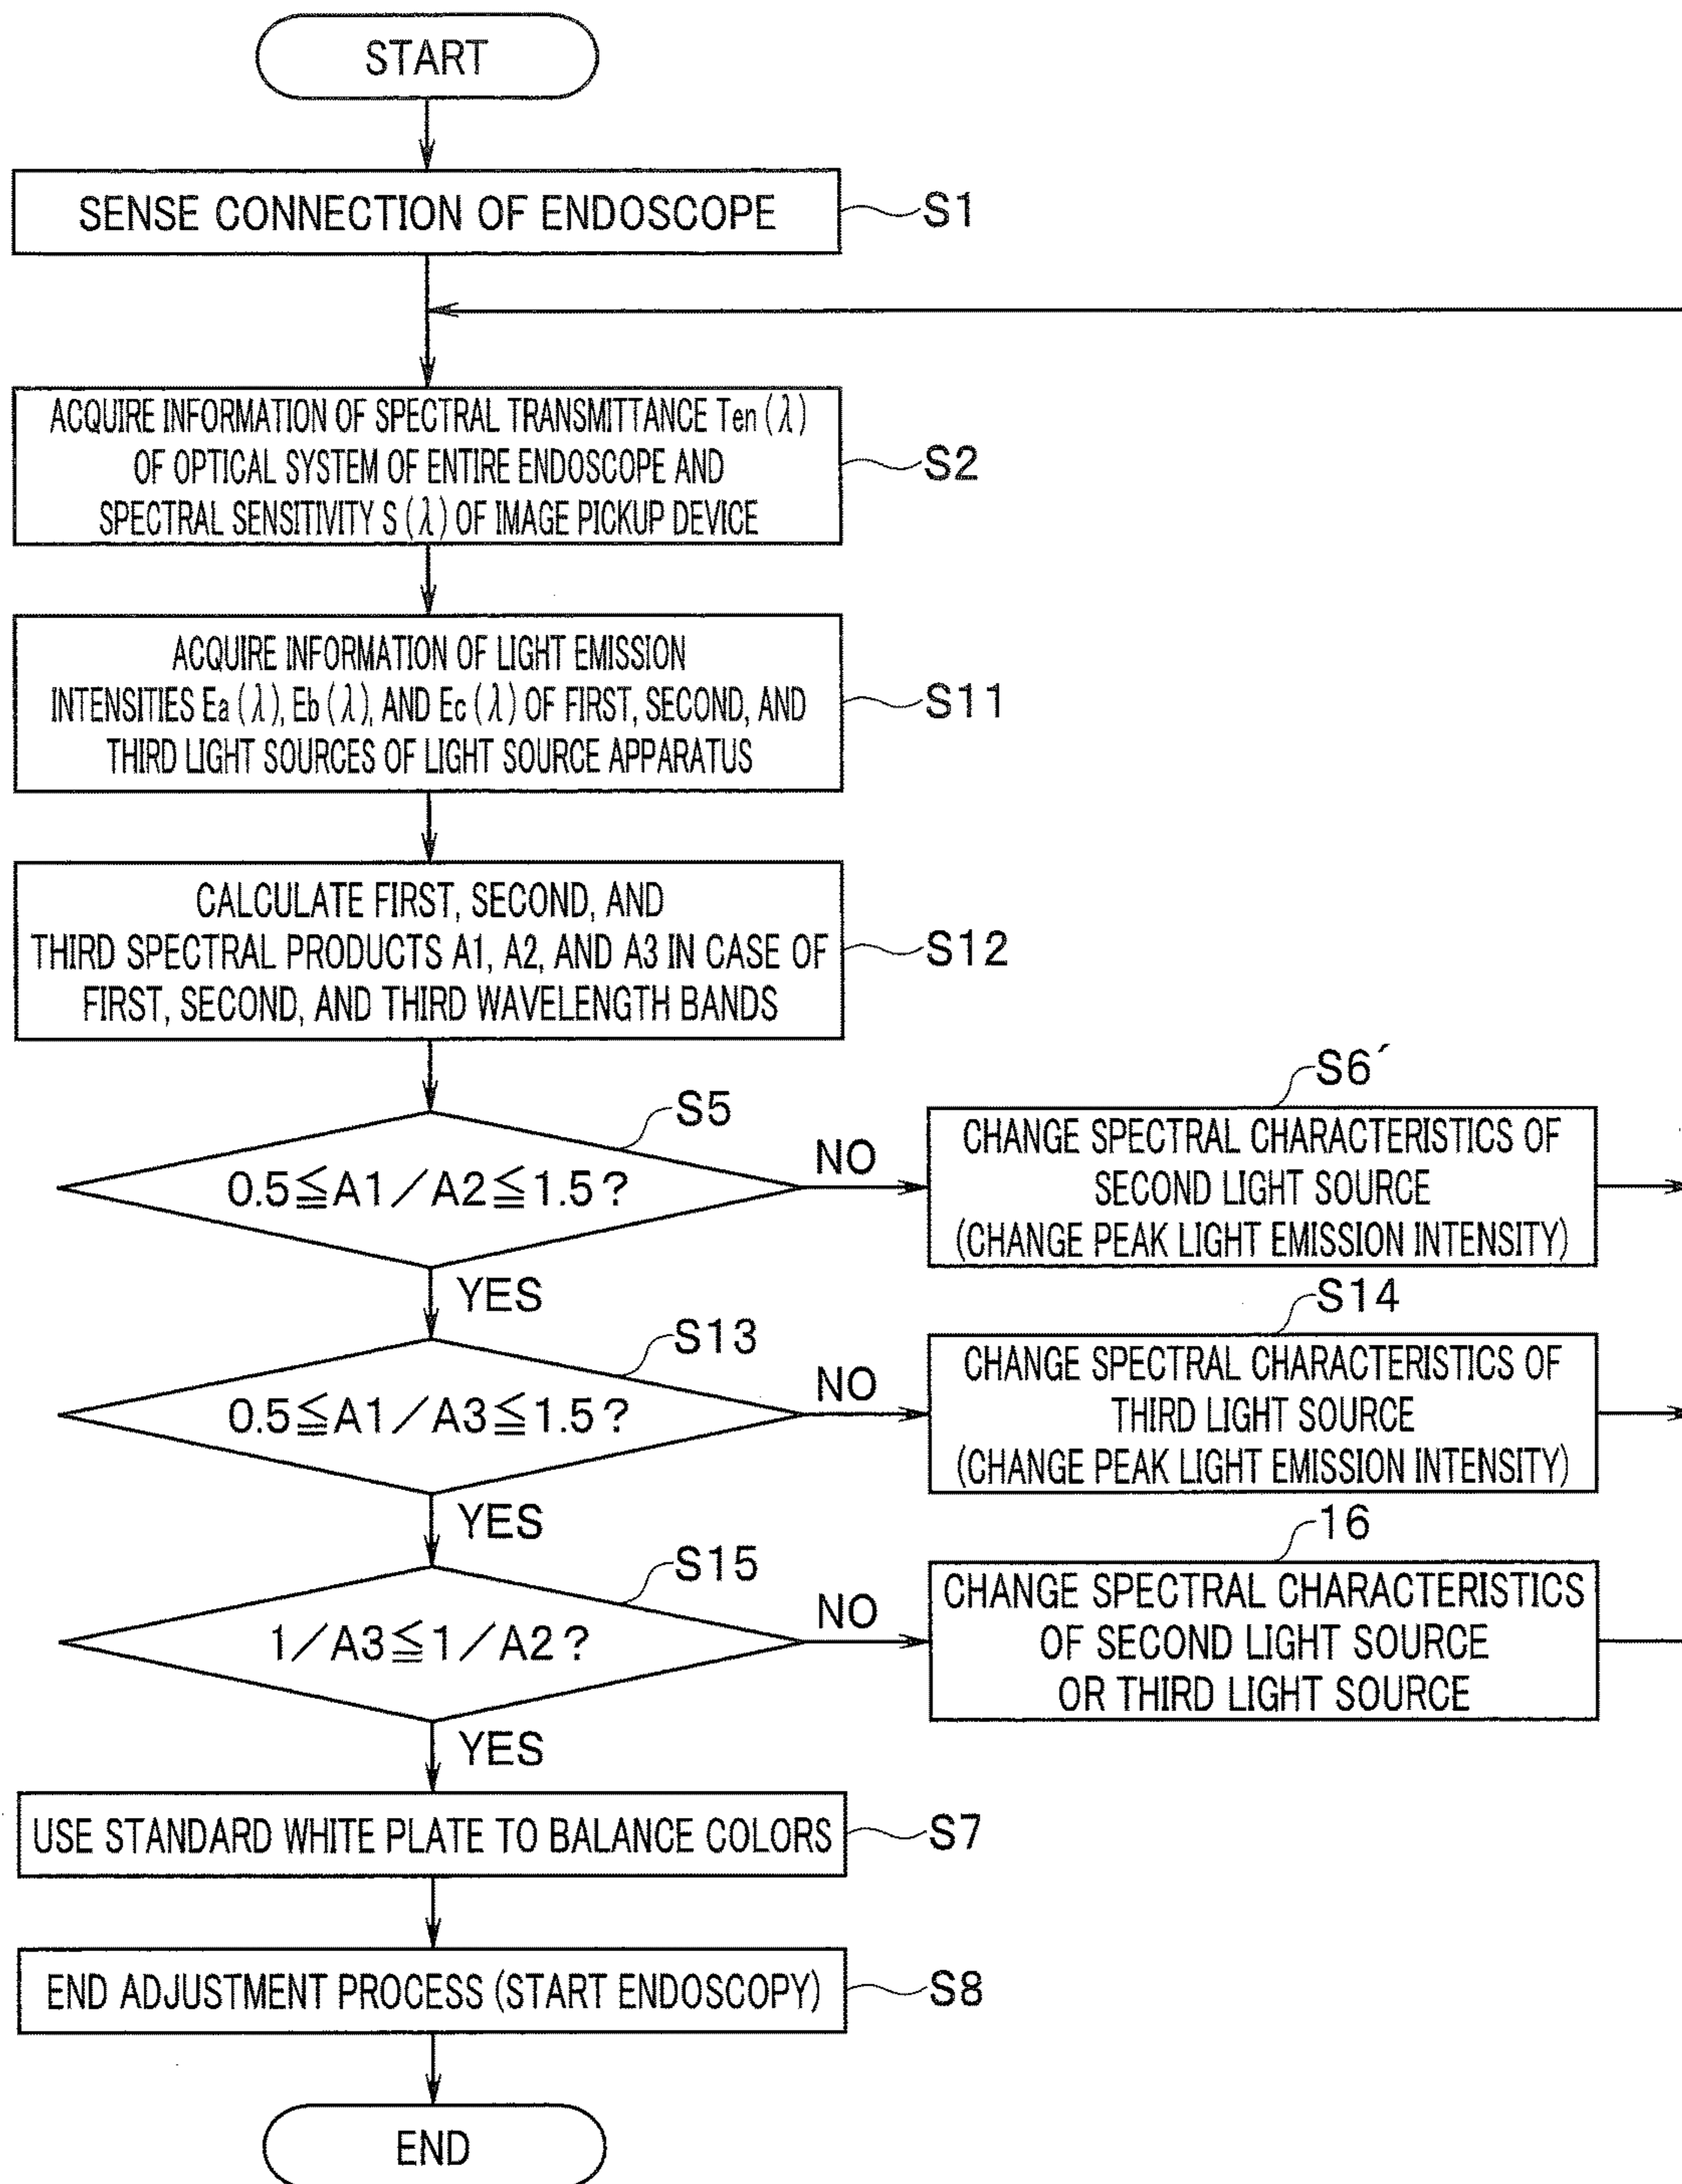 START
SENSE CONNECTION OF ENDOSCOPE
S1
ACQUIRE INFORMATION OF SPECTRAL TRANSMITTANCE Ten(λ)
OF OPTICAL SYSTEM OF ENTIRE ENDOSCOPE AND
SPECTRAL SENSITIVITY S(λ) OF IMAGE PICKUP DEVICE
S2
ACQUIRE INFORMATION OF LIGHT EMISSION
INTENSITIES Ea(λ), Eb(λ), AND Ec(λ) OF FIRST, SECOND, AND
THIRD LIGHT SOURCES OF LIGHT SOURCE APPARATUS
S11
CALCULATE FIRST, SECOND, AND
THIRD SPECTRAL PRODUCTS A1, A2, AND A3 IN CASE OF
FIRST, SECOND, AND THIRD WAVELENGTH BANDS
S12
0.5≦A1/A2≦1.5?
S5
NO
YES
CHANGE SPECTRAL CHARACTERISTICS OF
SECOND LIGHT SOURCE
(CHANGE PEAK LIGHT EMISSION INTENSITY)
S6´
0.5≦A1/A3≦1.5?
S13
NO
YES
CHANGE SPECTRAL CHARACTERISTICS OF
THIRD LIGHT SOURCE
(CHANGE PEAK LIGHT EMISSION INTENSITY)
S14
1/A3≦1/A2?
S15
NO
YES
CHANGE SPECTRAL CHARACTERISTICS
OF SECOND LIGHT SOURCE
OR THIRD LIGHT SOURCE
16
USE STANDARD WHITE PLATE TO BALANCE COLORS
S7
END ADJUSTMENT PROCESS (START ENDOSCOPY)
S8
END